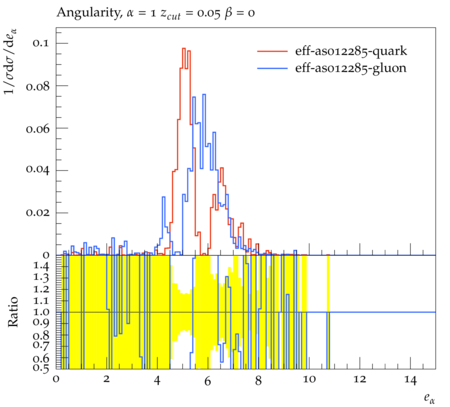 Angularity, α = 1 z_cut = 0.05 β = 0
1/σdσ/de_α
0.1
0.08
0.06
0.04
0.02
0
eff-as012285-quark
eff-as012285-gluon
Ratio
1.4
1.3
1.2
1.1
1.0
0.9
0.8
0.7
0.6
0.5
0 2 4 6 8 10 12 14
e_α